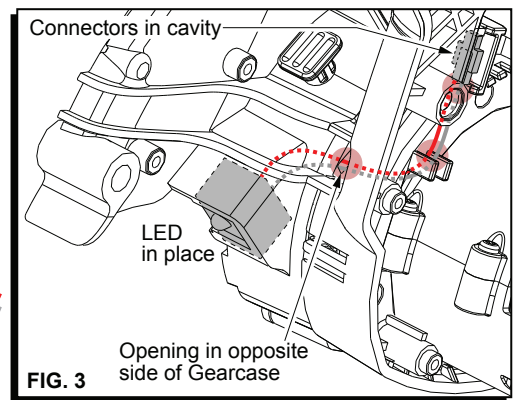 Connectors in cavity
LED
in place
Opening in opposite
side of Gearcase
FIG. 3